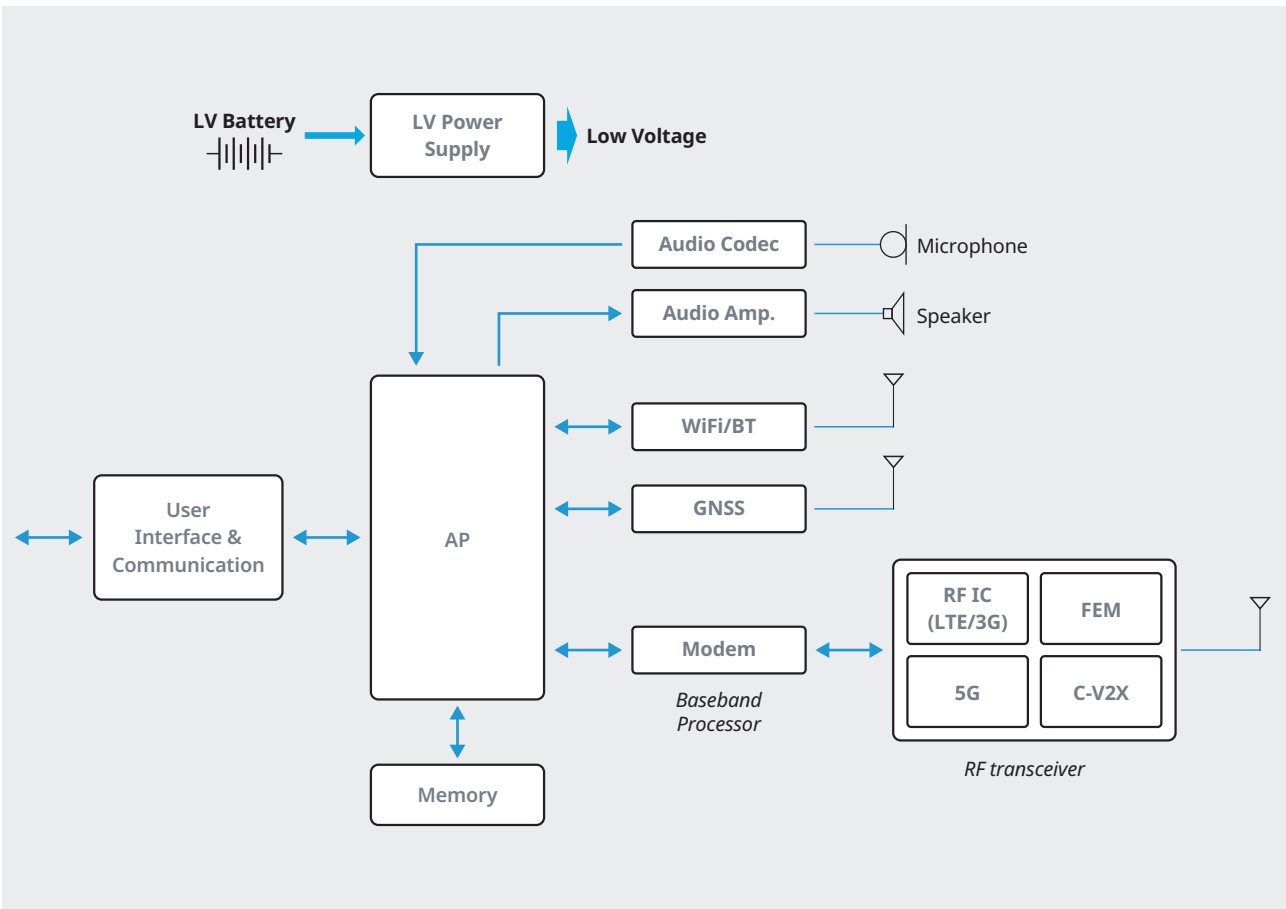 LV Battery
LV Power
Supply
Low Voltage
Audio Codec
Microphone
Audio Amp.
Speaker
WiFi/BT
GNSS
User
Interface &
Communication
AP
RF IC
(LTE/3G)
FEM
Modem
5G
C-V2X
Baseband
Processor
RF transceiver
Memory